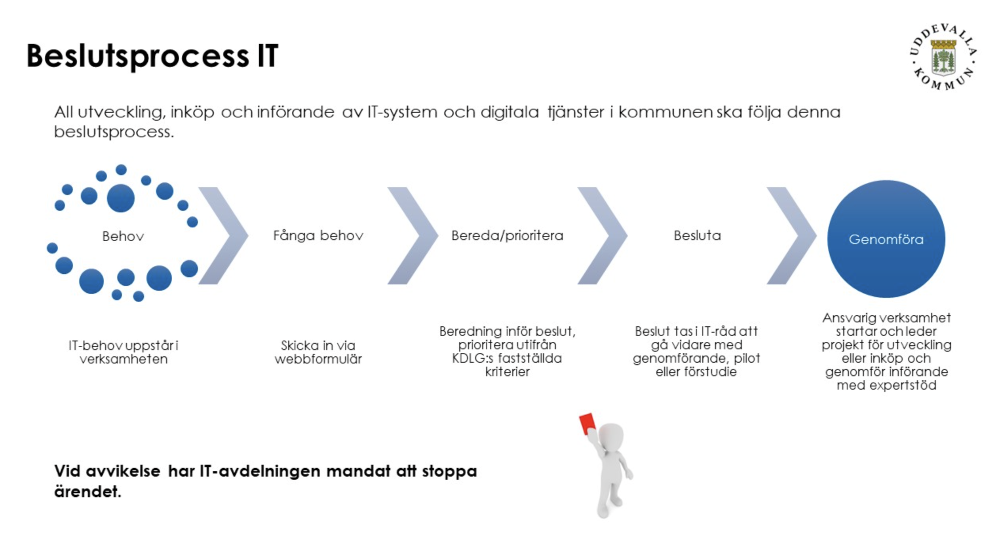 Beslutsprocess IT
UDDEVALLA
KOMMUN
All utveckling, inköp och införande av IT-system och digitala tjänster i kommunen ska följa denna
beslutsprocess.
Behov
Fånga behov
Bereda/prioritera
Besluta
Genomföra
IT-behov uppstår i
verksamheten
Skicka in via
webbformulär
Beredning inför beslut,
prioritera utifrån
KDLG:s fastställda
kriterier
Beslut tas i IT-råd att
gå vidare med
genomförande, pilot
eller förstudie
Ansvarig verksamhet
startar och leder
projekt för utveckling
eller inköp och
genomför införande
med expertstöd
Vid avvikelse har IT-avdelningen mandat att stoppa
ärendet.